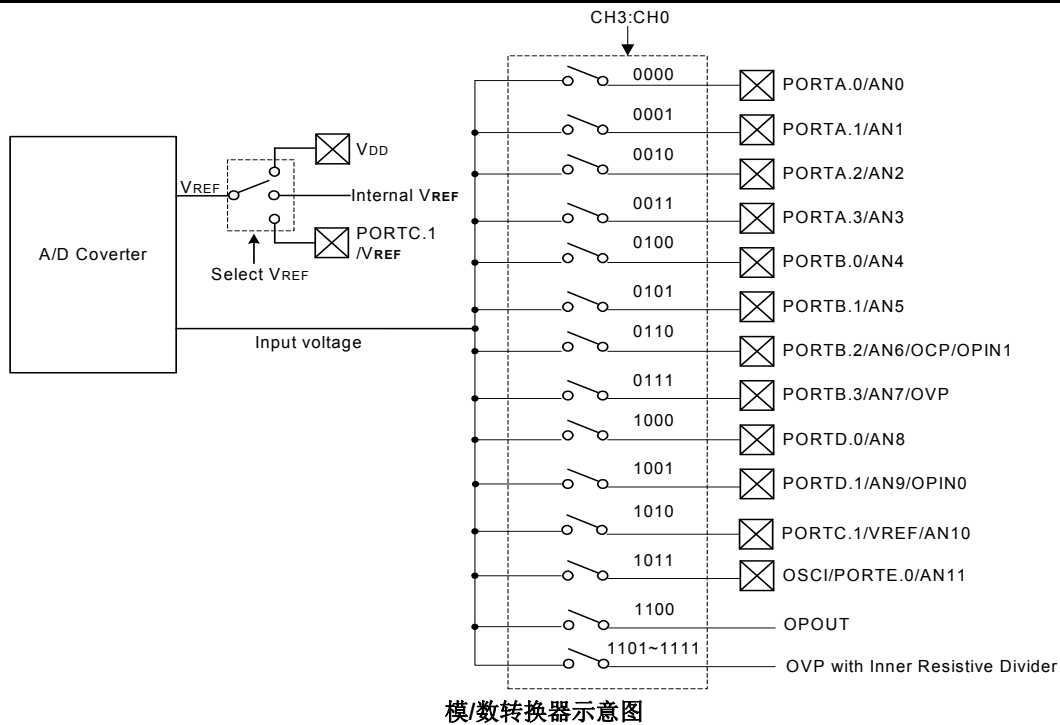 CH3:CH0
0000
PORTA.0/AN0
0001
PORTA.1/AN1
VDD
0010
PORTA.2/AN2
VREF
Internal VREF
0011
PORTA.3/AN3
PORTC.1
/VREF
A/D Coverter
0100
PORTB.0/AN4
Select VREF
0101
PORTB.1/AN5
Input voltage
0110
PORTB.2/AN6/OCP/OPIN1
0111
PORTB.3/AN7/OVP
1000
PORTD.0/AN8
1001
PORTD.1/AN9/OPIN0
1010
PORTC.1/VREF/AN10
1011
OSCI/PORTE.0/AN11
1100
OPOUT
1101~1111
OVP with Inner Resistive Divider
模/数转换器示意图